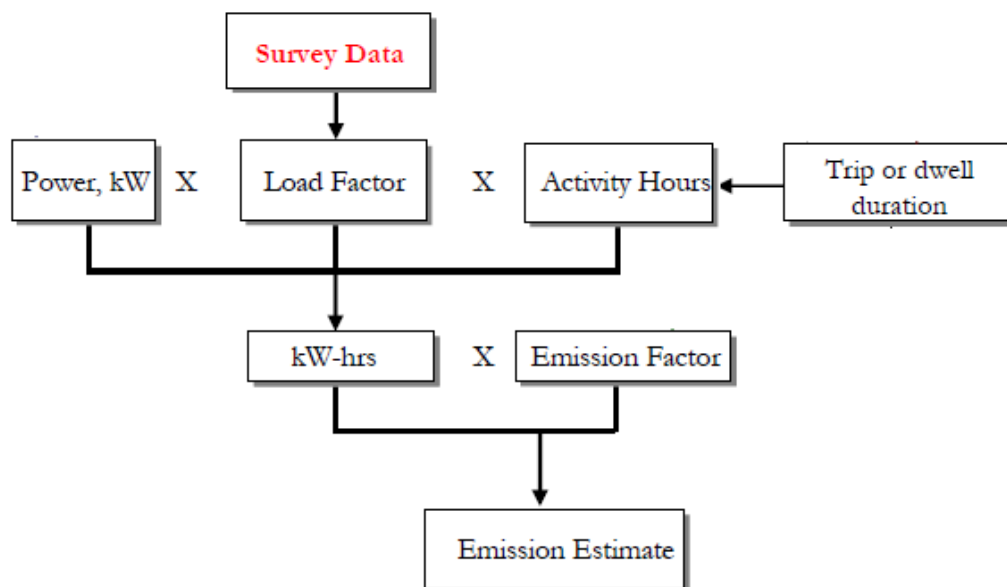 Survey Data
Power, kW X Load Factor X Activity Hours
Trip or dwell
duration
kW-hrs X Emission Factor
Emission Estimate